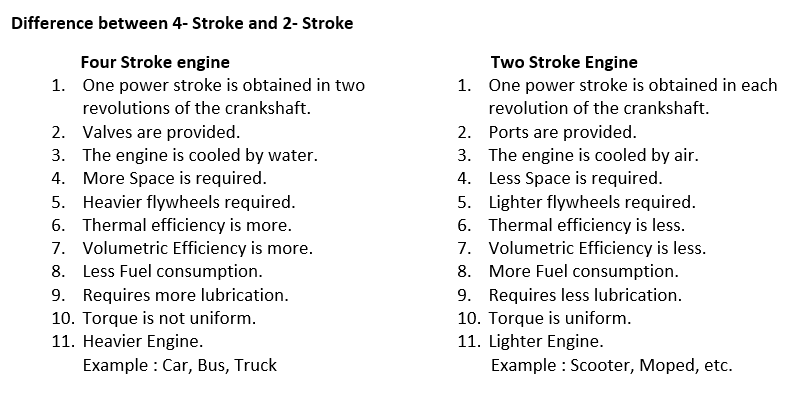 Difference between 4- Stroke and 2- Stroke
Four Stroke engine
1. One power stroke is obtained in two
revolutions of the crankshaft.
2. Valves are provided.
3. The engine is cooled by water.
4. More Space is required.
5. Heavier flywheels required.
6. Thermal efficiency is more.
7. Volumetric Efficiency is more.
8. Less Fuel consumption.
9. Requires more lubrication.
10. Torque is not uniform.
11. Heavier Engine.
Example : Car, Bus, Truck
Two Stroke Engine
1. One power stroke is obtained in each
revolution of the crankshaft.
2. Ports are provided.
3. The engine is cooled by air.
4. Less Space is required.
5. Lighter flywheels required.
6. Thermal efficiency is less.
7. Volumetric Efficiency is less.
8. More Fuel consumption.
9. Requires less lubrication.
10. Torque is uniform.
11. Lighter Engine.
Example : Scooter, Moped, etc.